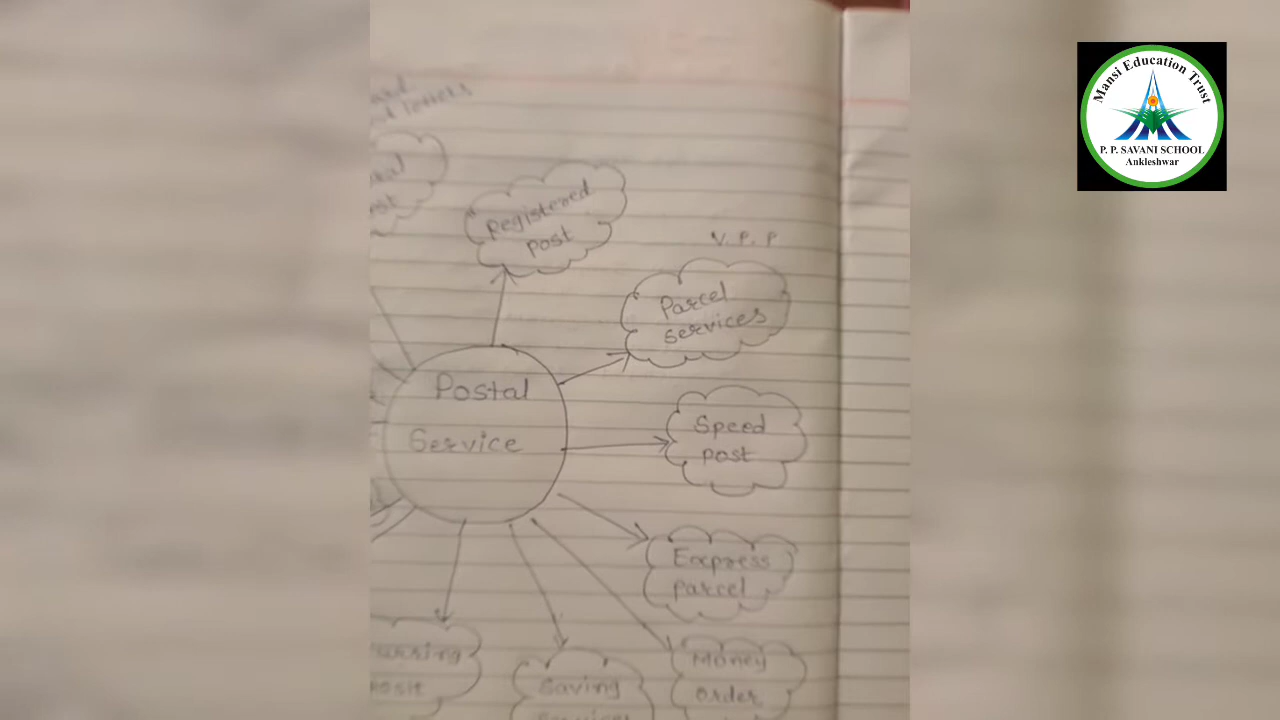 Mansi Education Trust
P. P. SAVANI SCHOOL
Ankleshwar
letters
Registered
post
V. P. P
Parcel
services
Postal
Service
Speed
post
Express
parcel
Money
order
Saving